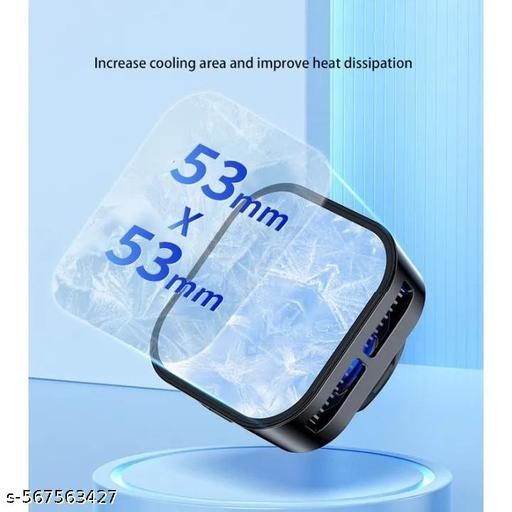 Increase cooling area and improve heat dissipation
53mm
X
53mm
s-567563427